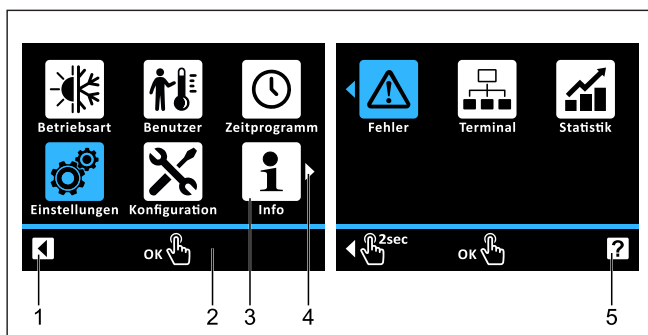 Betriebsart Benutzer Zeitprogramm
Einstellungen Konfiguration Info
OK
Fehler Terminal Statistik
2sec OK ?
1 2 3 4 5